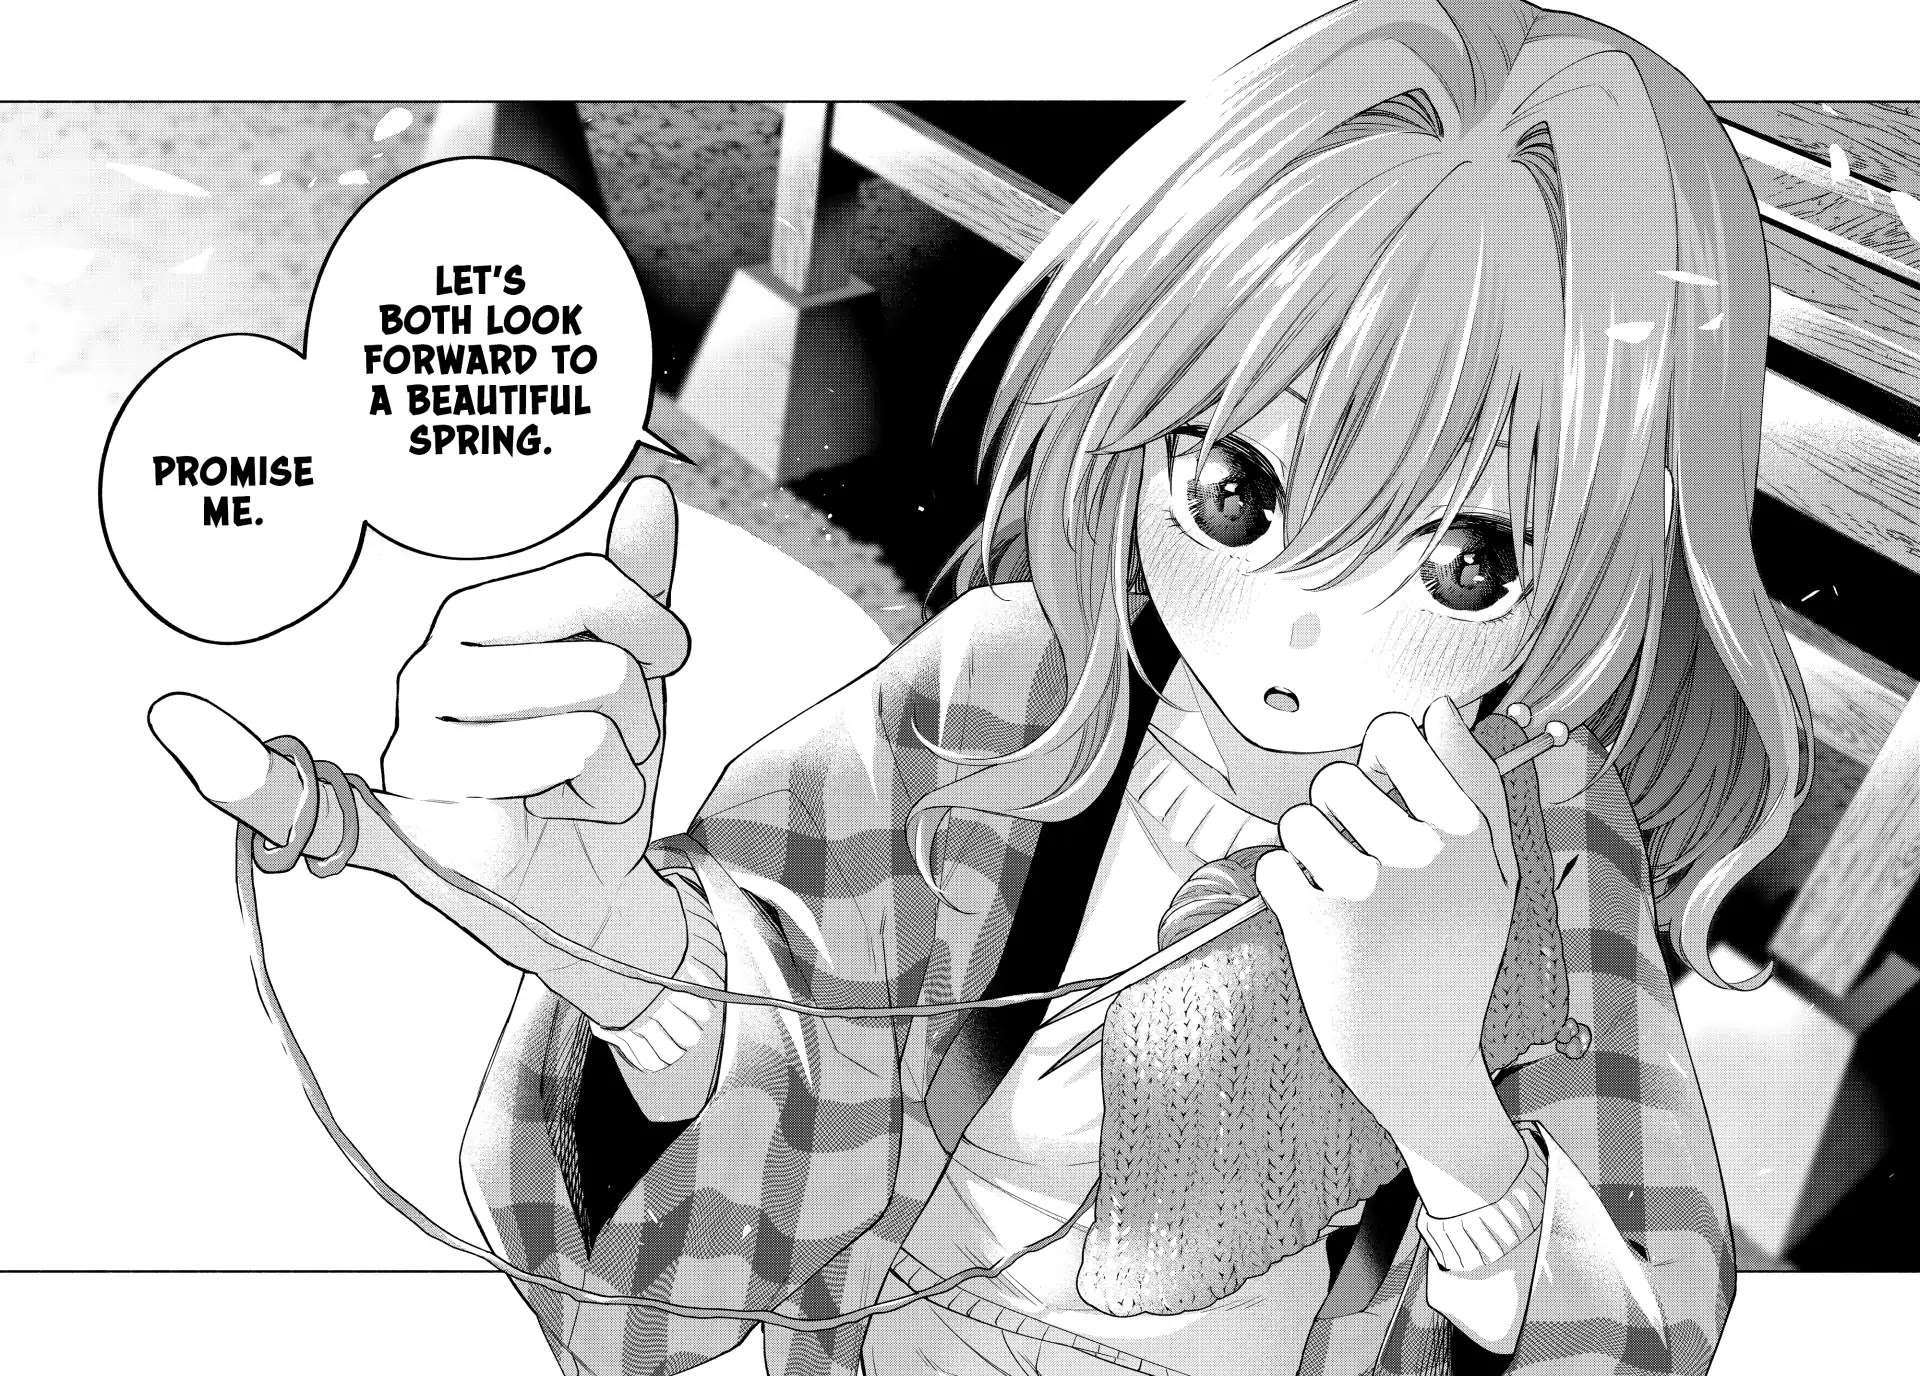 LET'S
BOTH LOOK
FORWARD TO
A BEAUTIFUL
SPRING.
PROMISE
ME.